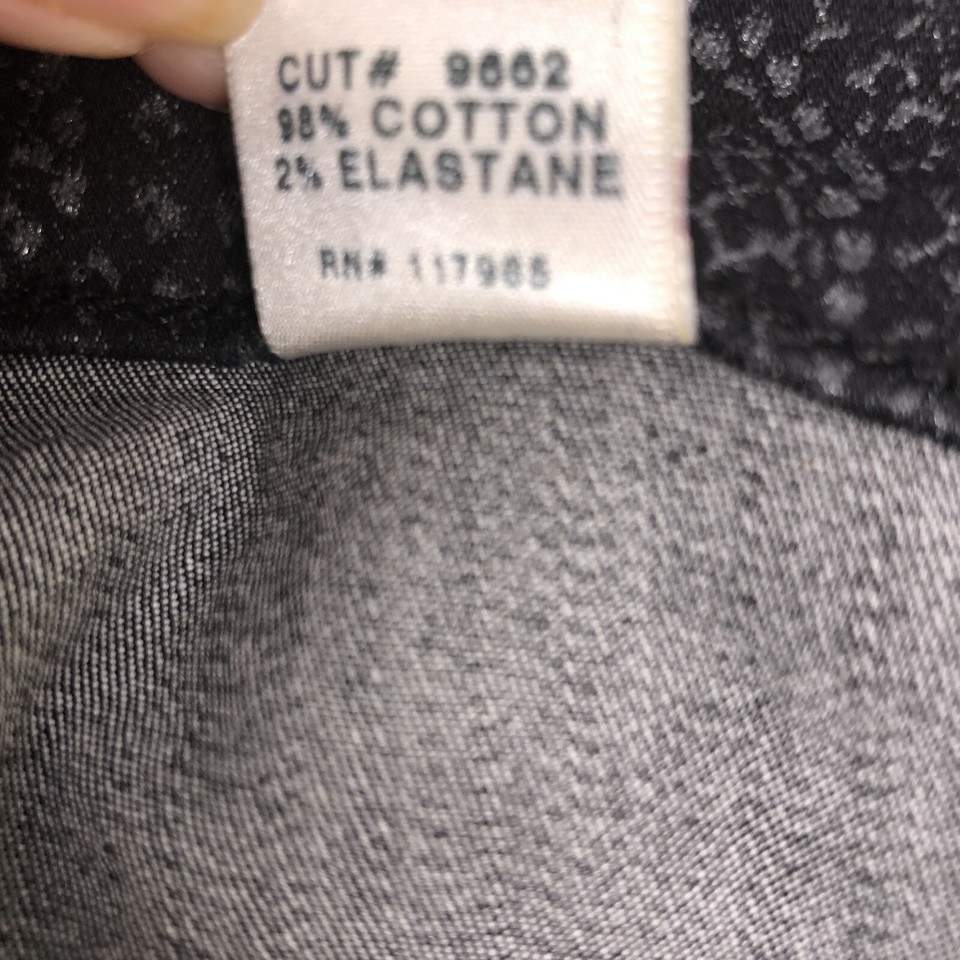 CUT# 9662
98% COTTON
2% ELASTANE
RN# 117965